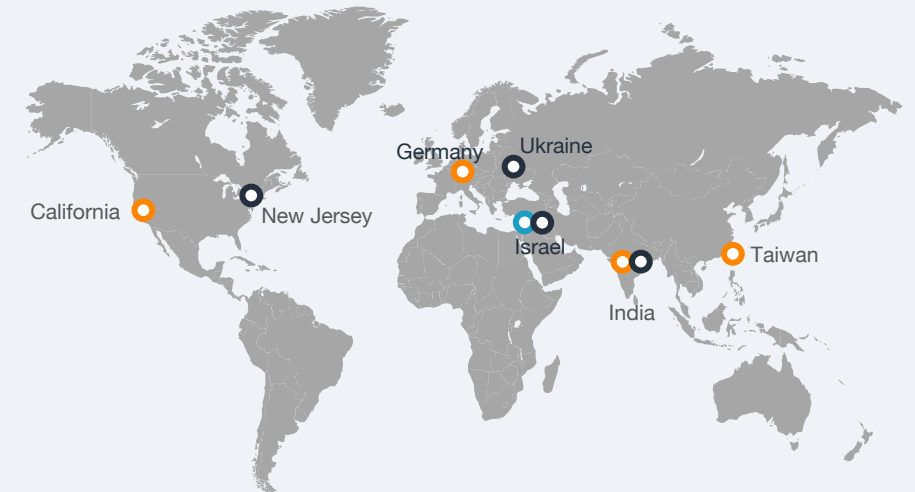 Ukraine
Germany
California
New Jersey
Israel
Taiwan
India